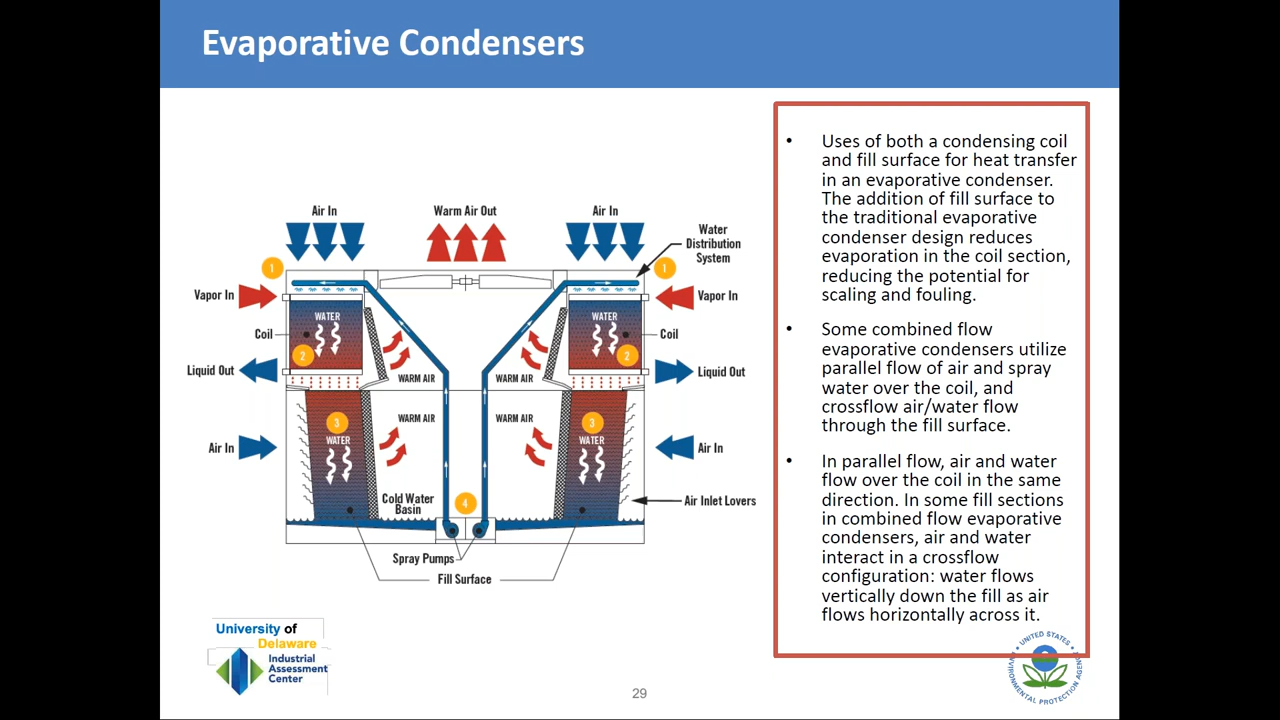 Evaporative Condensers
Air In
Warm Air Out
Air In
Water
Distribution
System
1
1
Vapor In
Vapor In
WATER
WATER
Coil
Coil
2
2
Liquid Out
Liquid Out
WARM AIR
WARM AIR
3
WARM AIR
WARM AIR
3
WATER
WATER
Air In
Air In
Cold Water
Basin
4
Air Inlet Lovers
Spray Pumps
Fill Surface
• Uses of both a condensing coil
and fill surface for heat transfer
in an evaporative condenser.
The addition of fill surface to
the traditional evaporative
condenser design reduces
evaporation in the coil section,
reducing the potential for
scaling and fouling.
• Some combined flow
evaporative condensers utilize
parallel flow of air and spray
water over the coil, and
crossflow air/water flow
through the fill surface.
• In parallel flow, air and water
flow over the coil in the same
direction. In some fill sections
in combined flow evaporative
condensers, air and water
interact in a crossflow
configuration: water flows
vertically down the fill as air
flows horizontally across it.
University of
Delaware
Industrial
Assessment
Center
29
UNITED STATES
ENVIRONMENTAL PROTECTION AGENCY